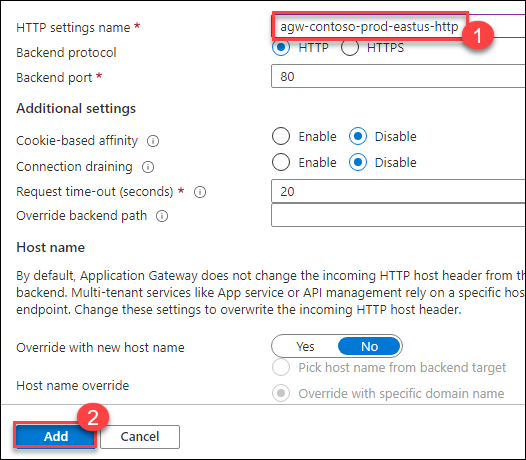 HTTP settings name *
agw-contoso-prod-eastus-http
1
Backend protocol
HTTP HTTPS
Backend port *
80
Additional settings
Cookie-based affinity
Enable Disable
Connection draining
Enable Disable
Request time-out (seconds) *
20
Override backend path
Host name
By default, Application Gateway does not change the incoming HTTP host header from the
backend. Multi-tenant services like App service or API management rely on a specific hos
endpoint. Change these settings to overwrite the incoming HTTP host header.
Override with new host name
Yes No
Pick host name from backend target
Host name override
Override with specific domain name
2
Add Cancel